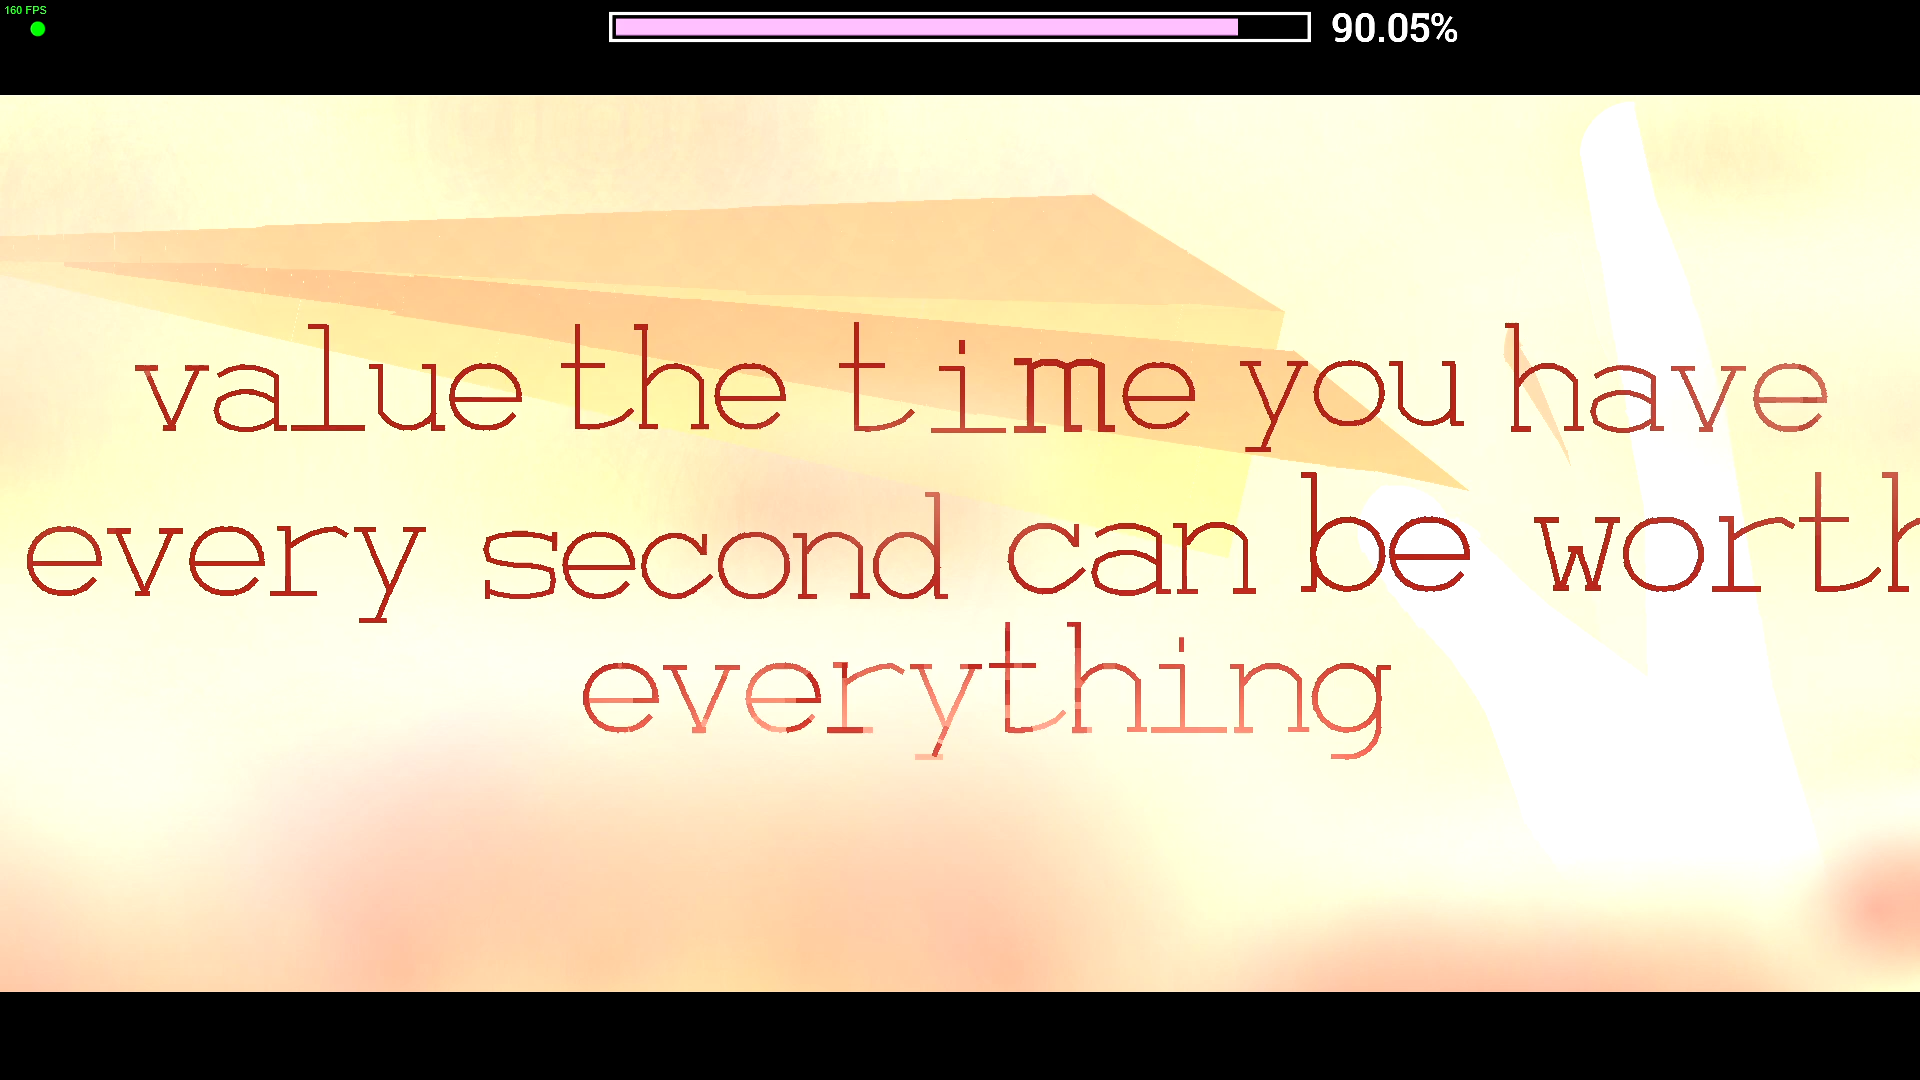 160 FPS
90.05%
value the time you have
every second can be worth
everything